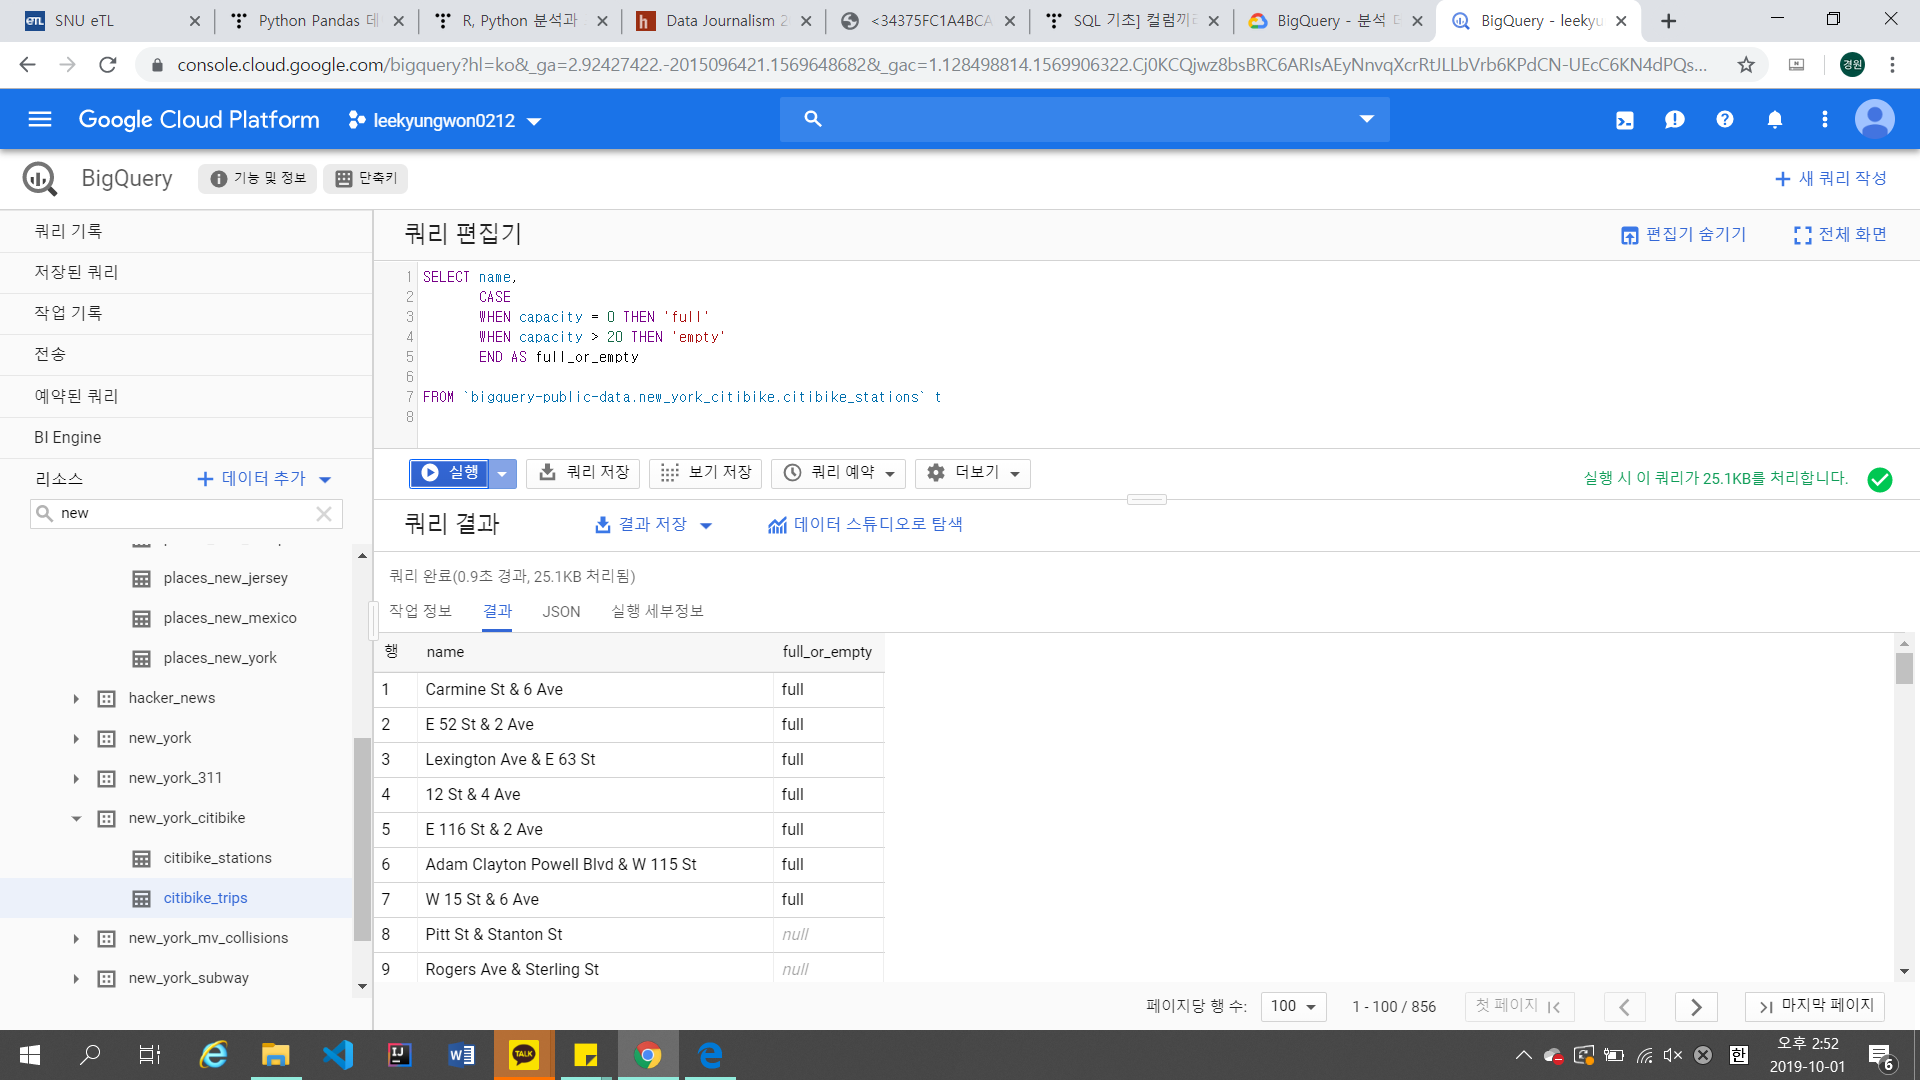 SNU eTL
Python Pandas 데
R, Python 분석과
Data Journalism 2
<34375FC1A4BCA
SQL 기초] 컬럼끼리
BigQuery - 분석 데
BigQuery - leekyu
console.cloud.google.com/bigquery?hl=ko&_ga=2.92427422.-2015096421.1569648682&_gac=1.128498814.1569906322.Cj0KCQjwz8bsBRC6ARIsAEyNnvqXcrRtJLLbVrb6KPdCN-UEcC6KN4dPQs...
경원
Google Cloud Platform
leekyungwon0212
BigQuery
기능 및 정보
단축키
새 쿼리 작성
쿼리 기록
저장된 쿼리
작업 기록
전송
예약된 쿼리
BI Engine
리소스
데이터 추가
new
places_new_jersey
places_new_mexico
places_new_york
hacker_news
new_york
new_york_311
new_york_citibike
citibike_stations
citibike_trips
new_york_mv_collisions
new_york_subway
쿼리 편집기
편집기 숨기기
전체 화면
1 SELECT name,
2 CASE
3 WHEN capacity = 0 THEN 'full'
4 WHEN capacity > 20 THEN 'empty'
5 END AS full_or_empty
6
7 FROM `bigquery-public-data.new_york_citibike.citibike_stations` t
8
실행
쿼리 저장
보기 저장
쿼리 예약
더보기
실행 시 이 쿼리가 25.1KB를 처리합니다.
쿼리 결과
결과 저장
데이터 스튜디오로 탐색
쿼리 완료(0.9초 경과, 25.1KB 처리됨)
작업 정보
결과
JSON
실행 세부정보
행 name full_or_empty
1 Carmine St & 6 Ave full
2 E 52 St & 2 Ave full
3 Lexington Ave & E 63 St full
4 12 St & 4 Ave full
5 E 116 St & 2 Ave full
6 Adam Clayton Powell Blvd & W 115 St full
7 W 15 St & 6 Ave full
8 Pitt St & Stanton St null
9 Rogers Ave & Sterling St null
페이지당 행 수:
100
1 - 100 / 856
첫 페이지
마지막 페이지
TALK
한
오후 2:52
2019-10-01
6